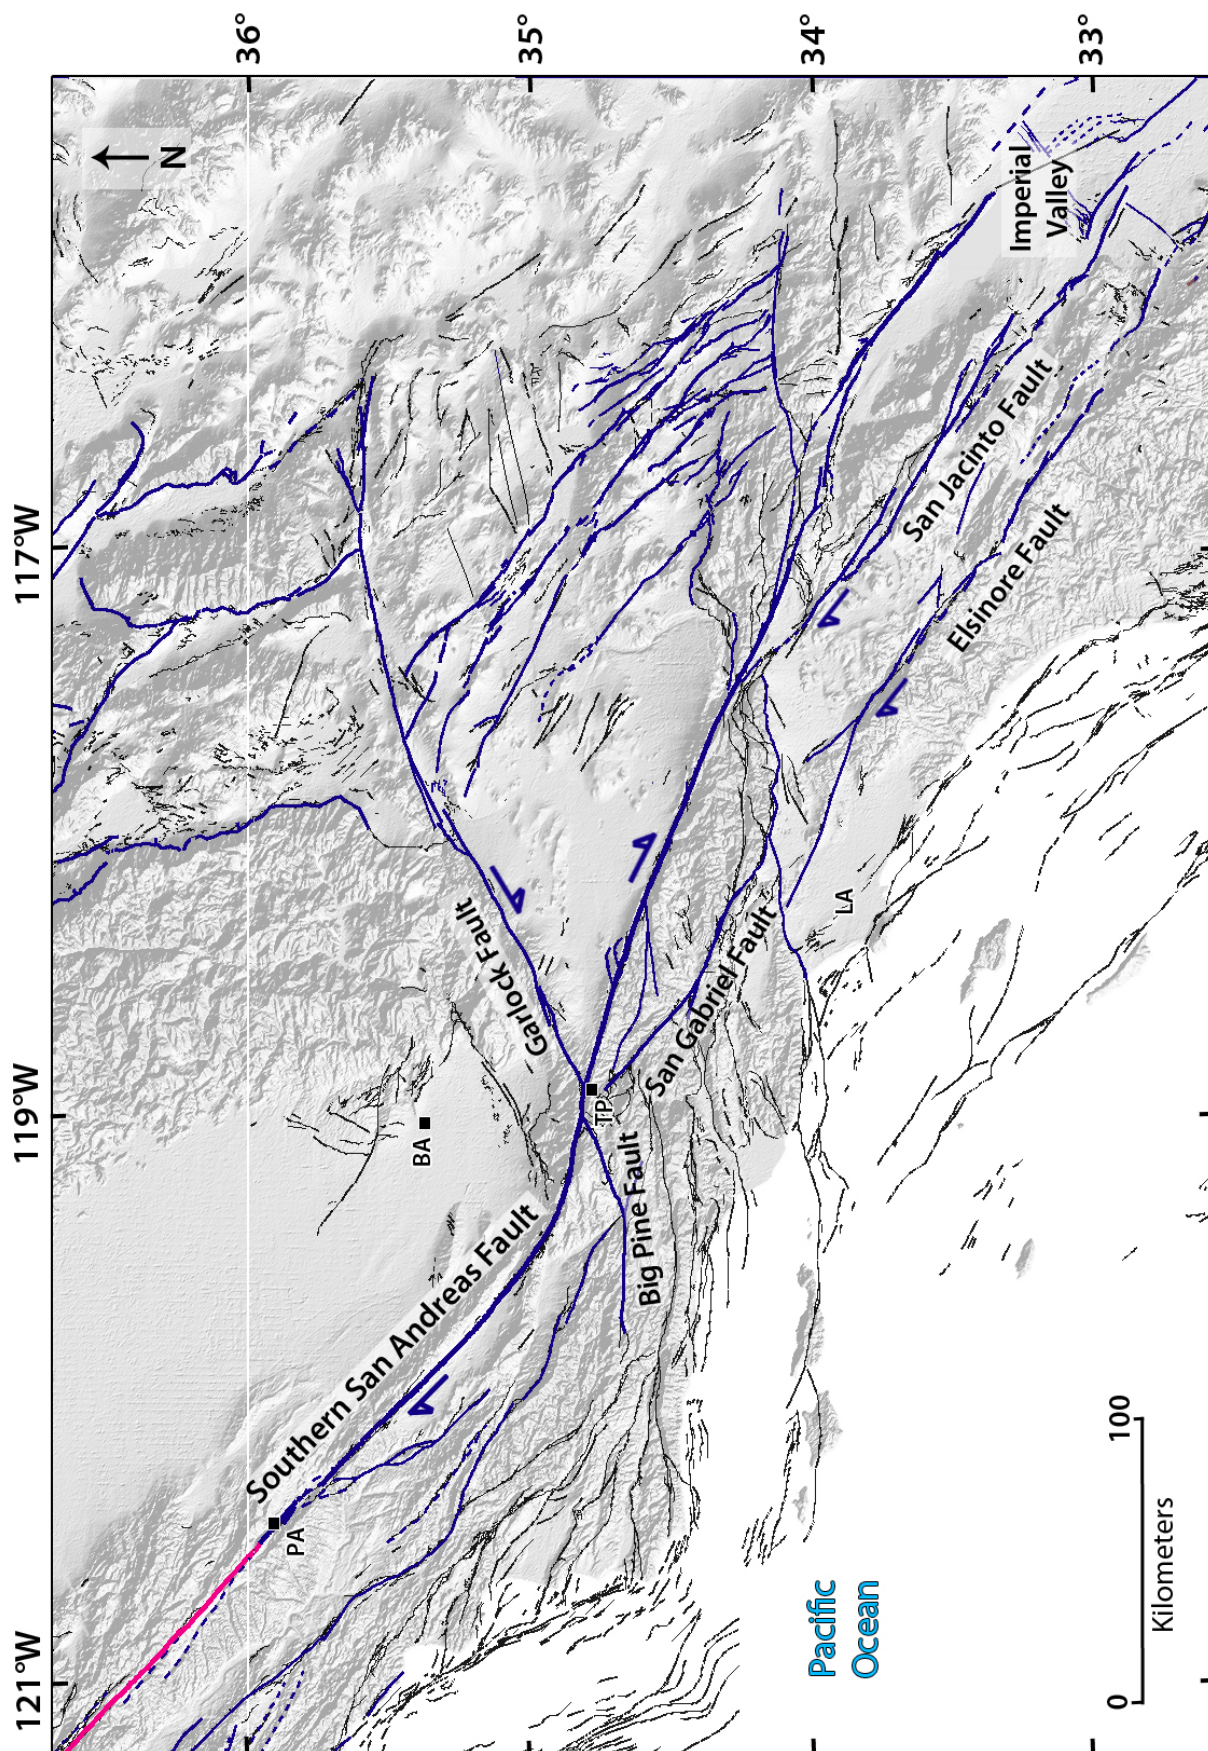 121°W
119°W
117°W
36°
35°
34°
33°
N
Southern San Andreas Fault
PA
BA
Garlock Fault
TP
Big Pine Fault
San Gabriel Fault
LA
San Jacinto Fault
Elsinore Fault
Imperial
Valley
Pacific
Ocean
0
100
Kilometers